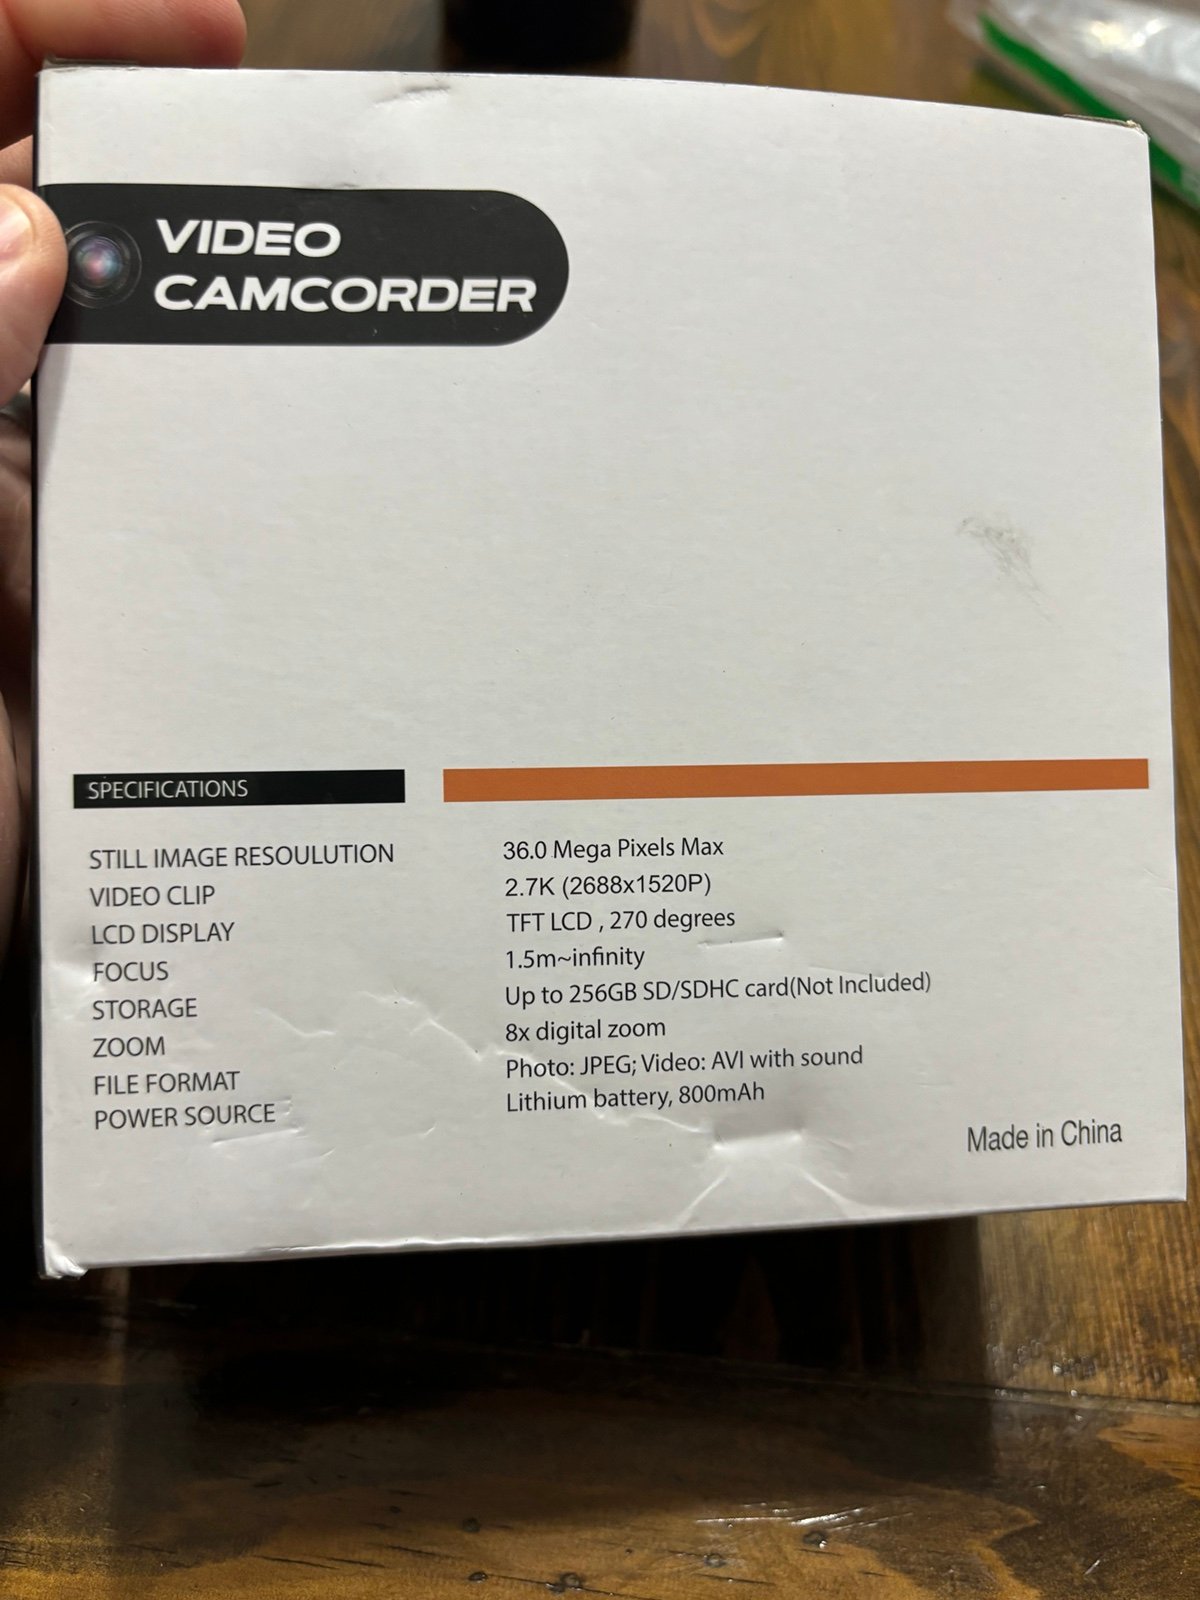 VIDEO
CAMCORDER
SPECIFICATIONS
STILL IMAGE RESOULUTION 36.0 Mega Pixels Max
VIDEO CLIP 2.7K (2688x1520P)
LCD DISPLAY TFT LCD , 270 degrees
FOCUS 1.5m~infinity
STORAGE Up to 256GB SD/SDHC card(Not Included)
ZOOM 8x digital zoom
FILE FORMAT Photo: JPEG; Video: AVI with sound
POWER SOURCE Lithium battery, 800mAh
Made in China